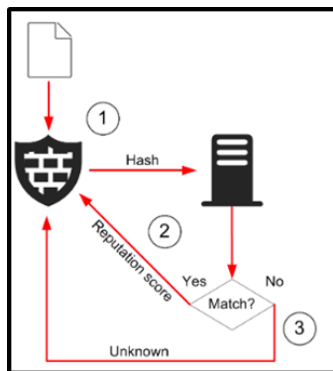 1
Hash
2
Reputation score
Yes
No
Match?
3
Unknown